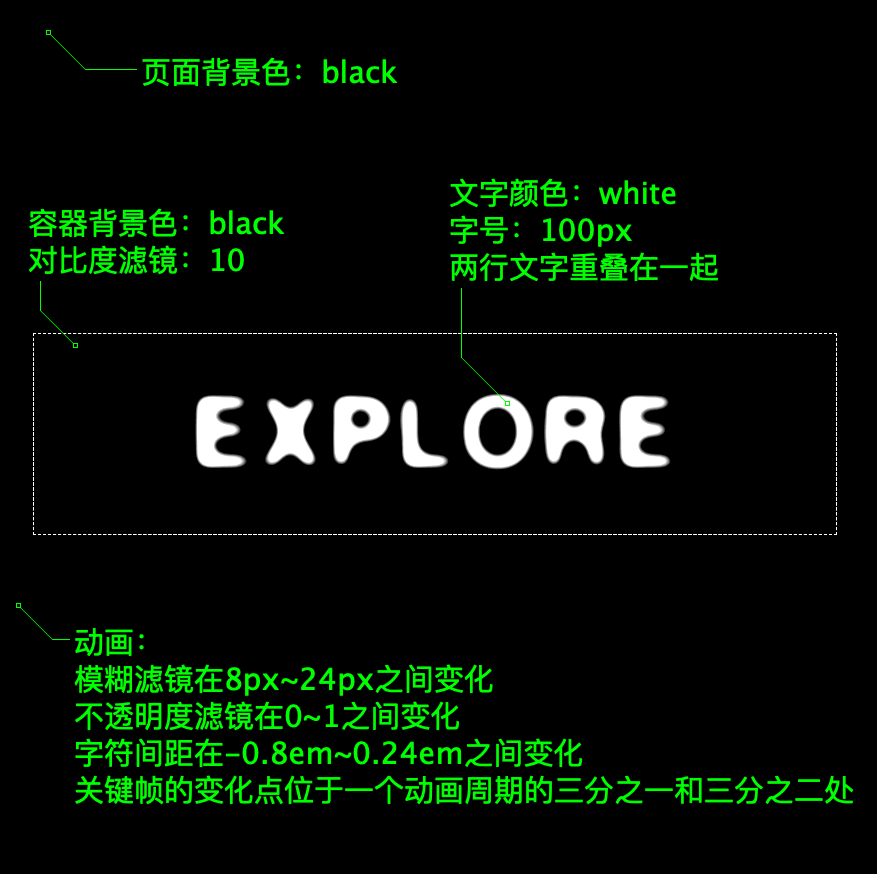 页面背景色：black
容器背景色：black
对比度滤镜：10
文字颜色：white
字号：100px
两行文字重叠在一起
EXPLORE
动画：
模糊滤镜在8px~24px之间变化
不透明度滤镜在0~1之间变化
字符间距在-0.8em~0.24em之间变化
关键帧的变化点位于一个动画周期的三分之一和三分之二处